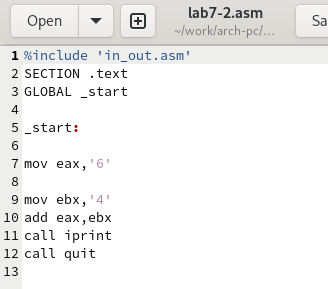 Open
lab7-2.asm
~/work/arch-pc/...
Sa
1 %include 'in_out.asm'
2 SECTION .text
3 GLOBAL _start
4
5 _start:
6
7 mov eax,'6'
8
9 mov ebx,'4'
10 add eax,ebx
11 call iprint
12 call quit
13